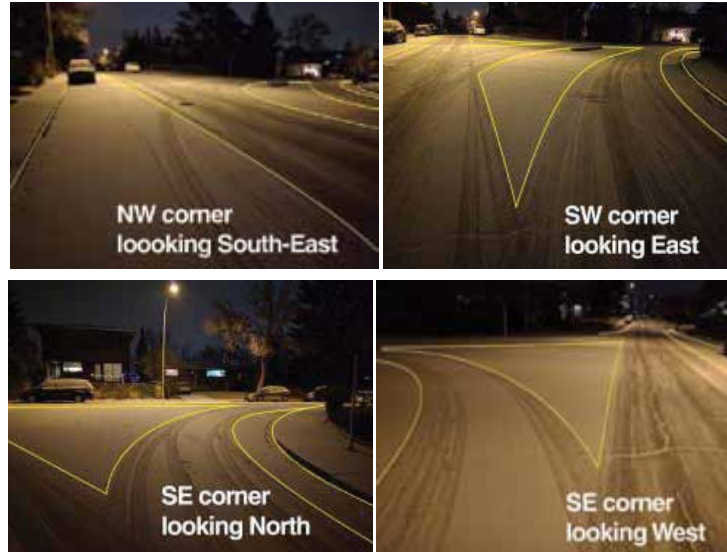 NW corner
loooking South-East
SW corner
looking East
SE corner
looking North
SE corner
looking West